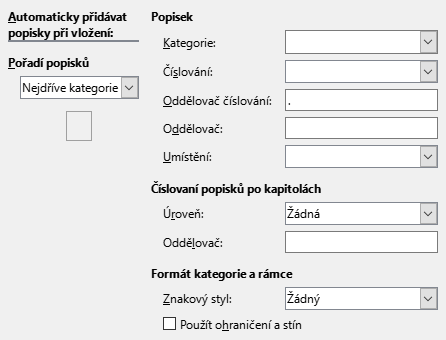 Automaticky přidávat
popisky při vložení:
Pořadí popisků
Nejdříve kategorie
Popisek
Kategorie:
Číslování:
Oddělovač číslování: .
Oddělovač:
Umístění:
Číslovaní popisků po kapitolách
Úroveň: Žádná
Oddělovač:
Formát kategorie a rámce
Znakový styl: Žádný
Použít ohraničení a stín